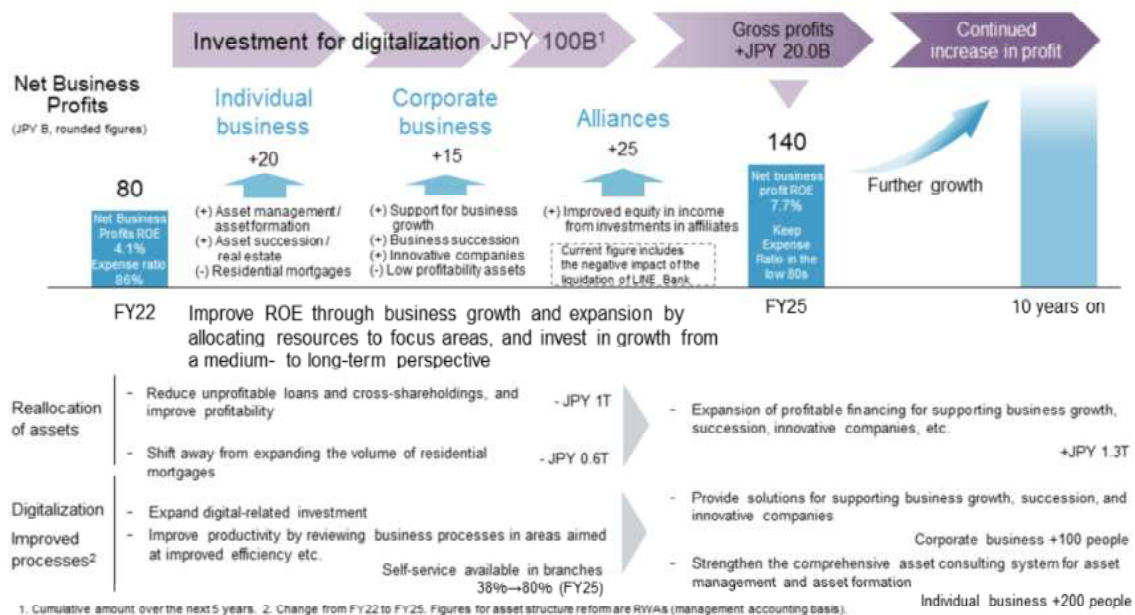 Investment for digitalization JPY 100B¹
Gross profits
+JPY 20.0B
Continued
increase in profit
Net Business
Profits
(JPY B, rounded figures)
Individual
business
+20
Corporate
business
+15
Alliances
+25
80
Net Business
Profits ROE
4.1%
Expense ratio
86%
(+) Asset management/
asset formation
(+) Asset succession/
real estate
(-) Residential mortgages
(+) Support for business
growth
(+) Business succession
(+) Innovative companies
(-) Low profitability assets
(+) Improved equity in income
from investments in affiliates
Current figure includes
the negative impact of the
liquidation of LINE Bank
140
Net business
profit ROE
7.7%
Keep
Expense
Ratio in the
low 80s
Further growth
FY22
FY25
10 years on
Improve ROE through business growth and expansion by
allocating resources to focus areas, and invest in growth from
a medium- to long-term perspective
Reallocation
of assets
- Reduce unprofitable loans and cross-shareholdings, and
improve profitability
- JPY 1T
- Shift away from expanding the volume of residential
mortgages
- JPY 0.6T
- Expansion of profitable financing for supporting business growth,
succession, innovative companies, etc.
+JPY 1.3T
Digitalization
Improved
processes²
- Expand digital-related investment
- Improve productivity by reviewing business processes in areas aimed
at improved efficiency etc.
Self-service available in branches
38%→80% (FY25)
- Provide solutions for supporting business growth, succession, and
innovative companies
Corporate business +100 people
- Strengthen the comprehensive asset consulting system for asset
management and asset formation
Individual business +200 people
1. Cumulative amount over the next 5 years. 2. Change from FY22 to FY25. Figures for asset structure reform are RWAs (management accounting basis).